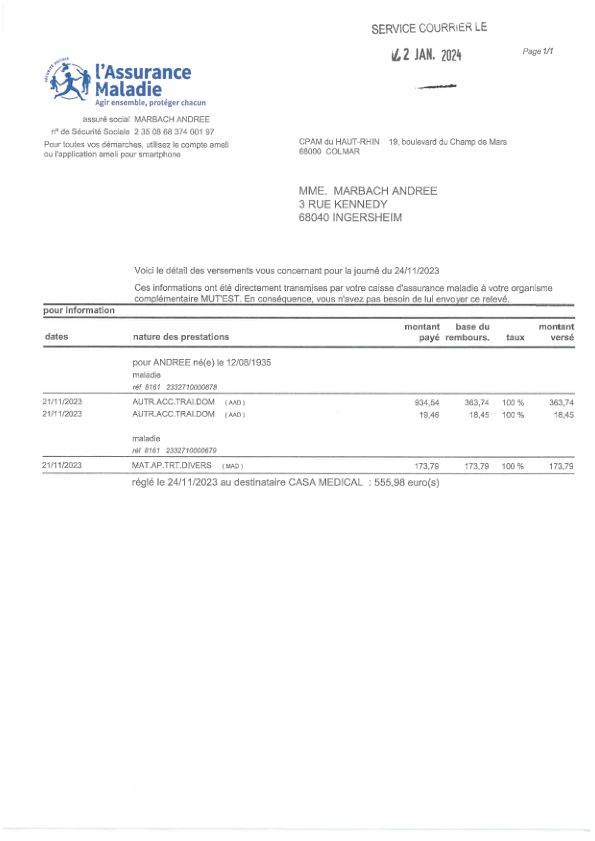 SERVICE COURRIER LE
2 JAN. 2024
Page 1/1
SÉCURITÉ SOCIALE
l'Assurance
Maladie
Agir ensemble, protéger chacun
assuré social MARBACH ANDREE
n° de Sécurité Sociale 2 35 08 68 374 001 97
Pour toutes vos démarches, utilisez le compte ameli
ou l'application ameli pour smartphone
CPAM du HAUT-RHIN 19, boulevard du Champ de Mars
68000 COLMAR
MME. MARBACH ANDREE
3 RUE KENNEDY
68040 INGERSHEIM
Voici le détail des versements vous concernant pour la journé du 24/11/2023
Ces informations ont été directement transmises par votre caisse d'assurance maladie à votre organisme
complémentaire MUT'EST. En conséquence, vous n'avez pas besoin de lui envoyer ce relevé.
pour information
dates nature des prestations montant payé base du rembours. taux montant versé
pour ANDREE né(e) le 12/08/1935
maladie
réf 8161 2332710000678
21/11/2023 AUTR.ACC.TRAI.DOM (AAD) 934,54 363,74 100 % 363,74
21/11/2023 AUTR.ACC.TRAI.DOM (AAD) 19,46 18,45 100 % 18,45
maladie
réf 8161 2332710000679
21/11/2023 MAT.AP.TRT.DIVERS (MAD) 173,79 173,79 100 % 173,79
réglé le 24/11/2023 au destinataire CASA MEDICAL : 555,98 euro(s)